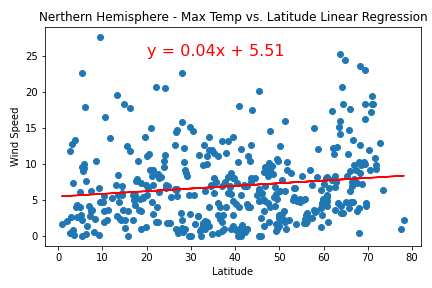 Nerthern Hemisphere - Max Temp vs. Latitude Linear Regression
y = 0.04x + 5.51
Wind Speed
25
20
15
10
5
0
0 10 20 30 40 50 60 70 80
Latitude